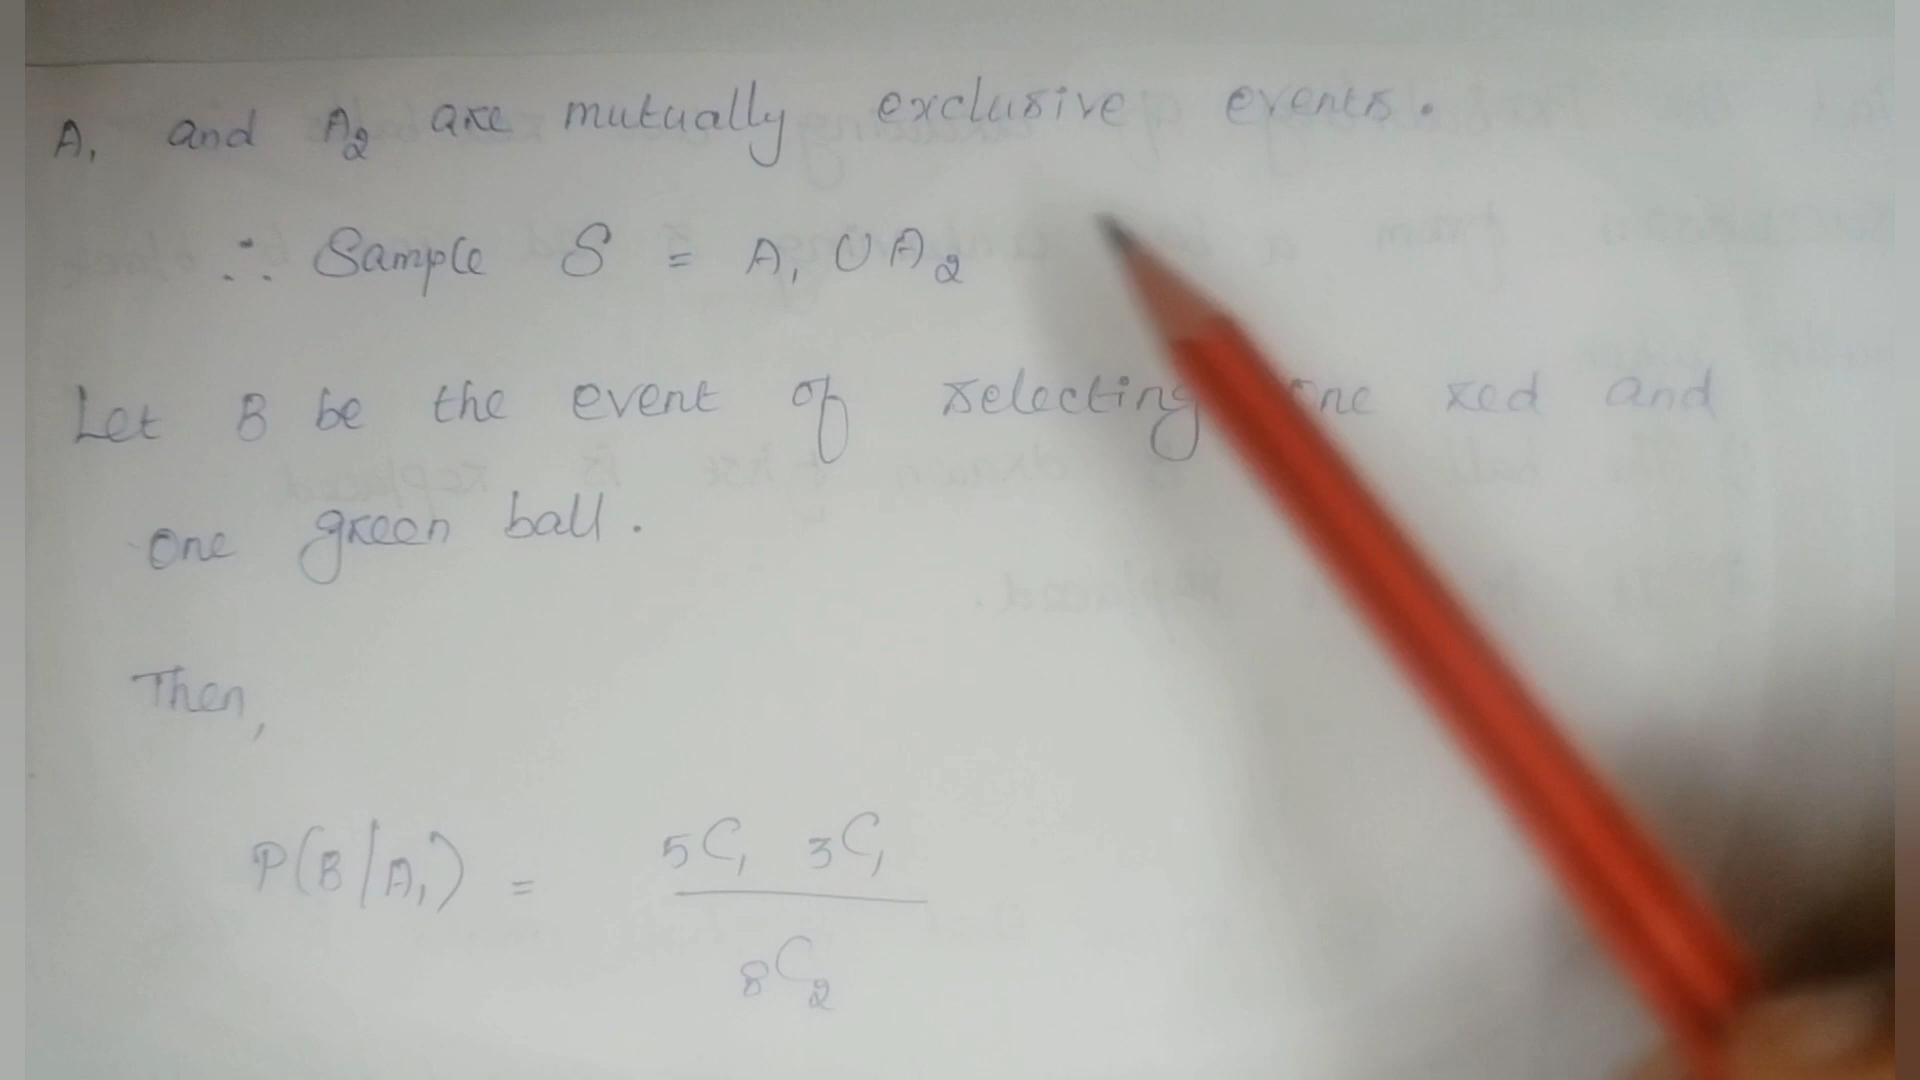 A₁ and A₂ are mutually exclusive events.
∴ Sample S = A₁ ∪ A₂
Let B be the event of selecting one red and
one green ball.
Then,
P(B/A₁) = 5C₁ 3C₁
8C₂